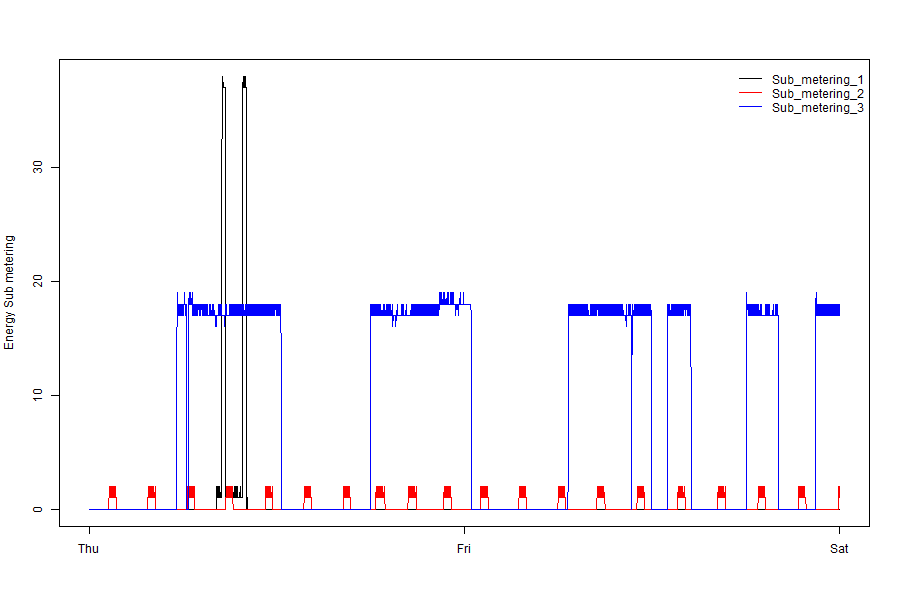 Sub_metering_1
Sub_metering_2
Sub_metering_3
Energy Sub metering
30
20
10
0
Thu
Fri
Sat